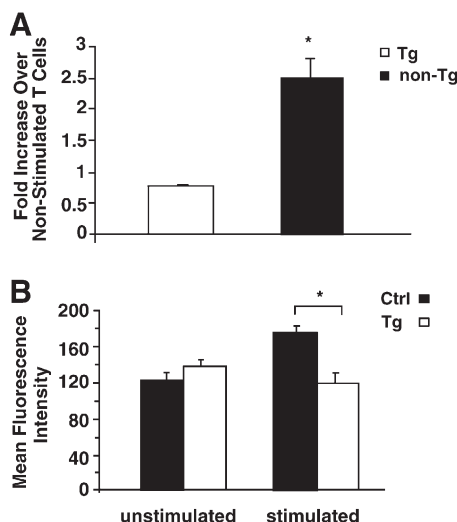 A
Fold Increase Over
Non-Stimulated T Cells
3
2.5
2
1.5
1
0.5
0
*
Tg
non-Tg
B
Mean Fluorescence
Intensity
200
160
120
80
40
0
*
Ctrl
Tg
unstimulated stimulated